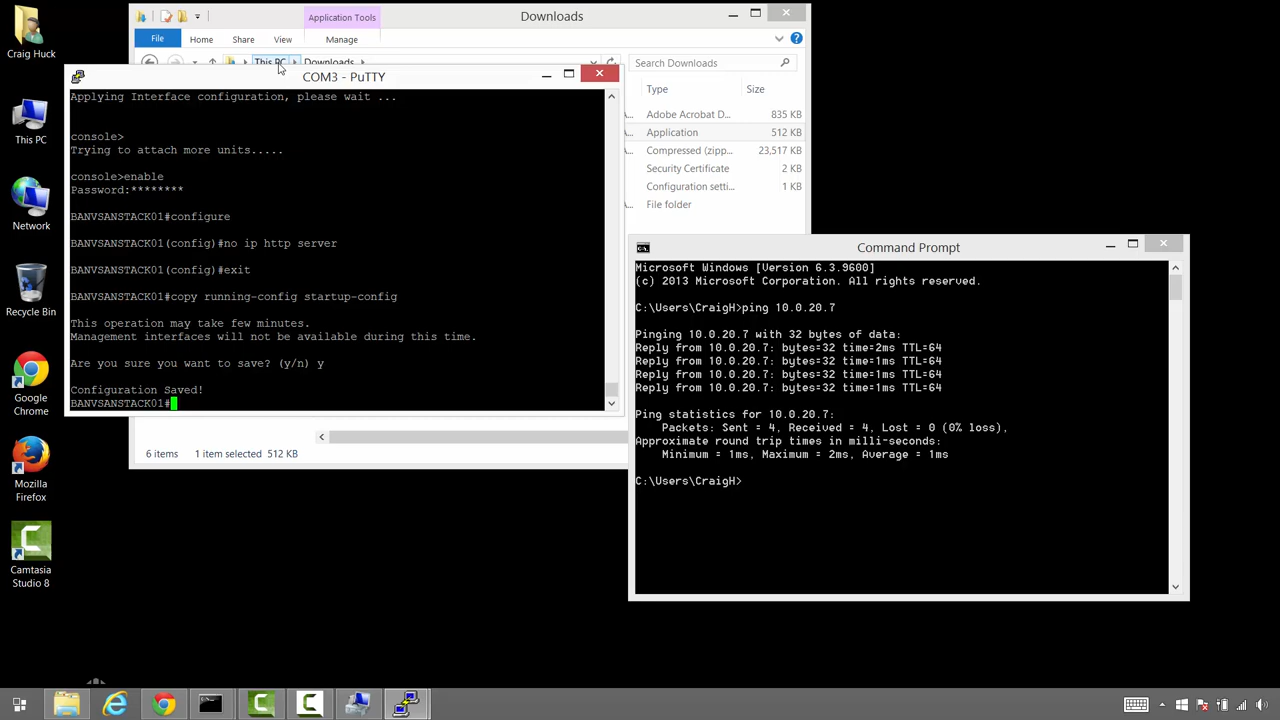 Craig Huck
This PC
Network
Recycle Bin
Google
Chrome
Mozilla
Firefox
Camtasia
Studio 8
Application Tools
Downloads
File
Home
Share
View
Manage
This PC
Downloads
Search Downloads
Type
Size
Adobe Acrobat D...
835 KB
Application
512 KB
Compressed (zipp...
23,517 KB
Security Certificate
2 KB
Configuration setti...
1 KB
File folder
6 items
1 item selected 512 KB
COM3 - PuTTY
Applying Interface configuration, please wait ...
console>
Trying to attach more units.....
console>enable
Password:********
BANVSANSTACK01#configure
BANVSANSTACK01(config)#no ip http server
BANVSANSTACK01(config)#exit
BANVSANSTACK01#copy running-config startup-config
This operation may take few minutes.
Management interfaces will not be available during this time.
Are you sure you want to save? (y/n) y
Configuration Saved!
BANVSANSTACK01#
Command Prompt
Microsoft Windows [Version 6.3.9600]
(c) 2013 Microsoft Corporation. All rights reserved.
C:\Users\CraigH>ping 10.0.20.7
Pinging 10.0.20.7 with 32 bytes of data:
Reply from 10.0.20.7: bytes=32 time=2ms TTL=64
Reply from 10.0.20.7: bytes=32 time=1ms TTL=64
Reply from 10.0.20.7: bytes=32 time=1ms TTL=64
Reply from 10.0.20.7: bytes=32 time=1ms TTL=64
Ping statistics for 10.0.20.7:
Packets: Sent = 4, Received = 4, Lost = 0 (0% loss),
Approximate round trip times in milli-seconds:
Minimum = 1ms, Maximum = 2ms, Average = 1ms
C:\Users\CraigH>